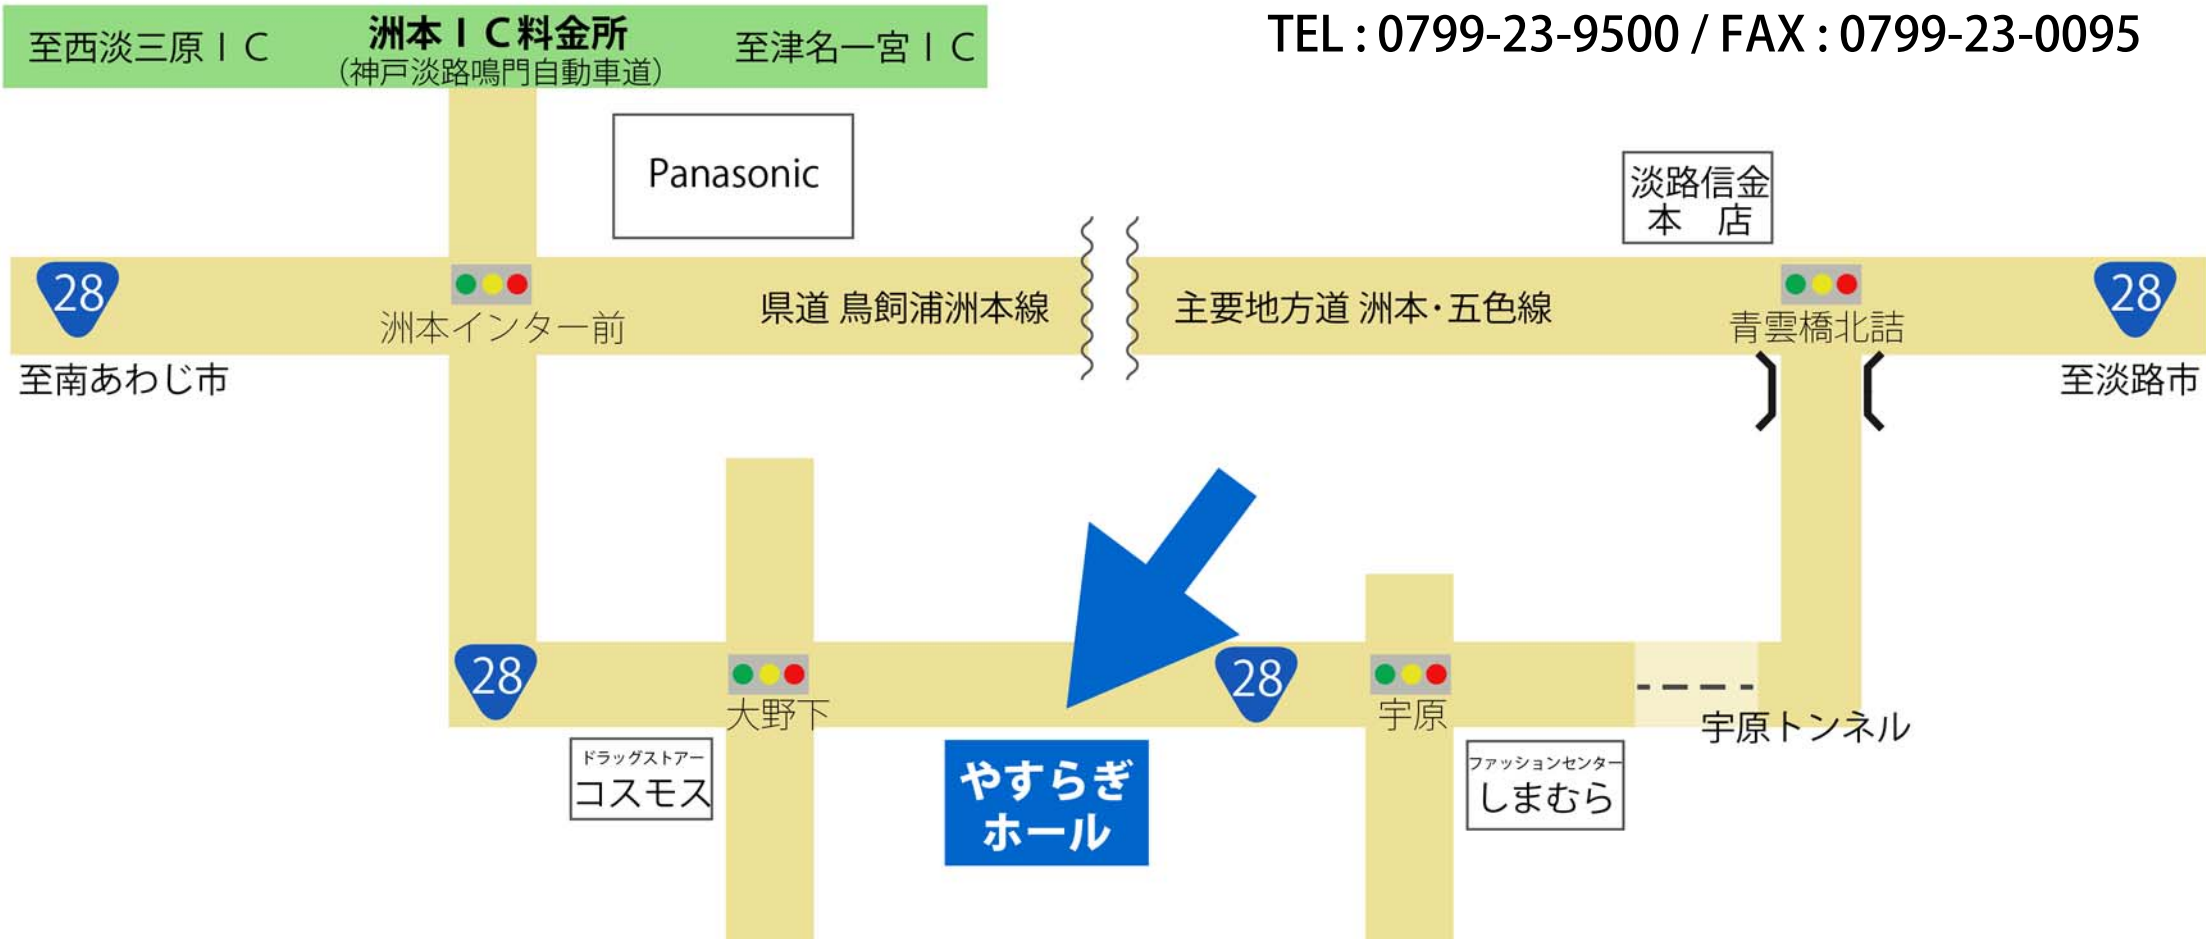 TEL : 0799-23-9500 / FAX : 0799-23-0095
至西淡三原ＩＣ
洲本ＩＣ料金所
（神戸淡路鳴門自動車道）
至津名一宮ＩＣ
Panasonic
淡路信金
本　店
28
洲本インター前
県道 鳥飼浦洲本線
主要地方道 洲本・五色線
青雲橋北詰
28
至南あわじ市
至淡路市
28
大野下
28
宇原
宇原トンネル
ドラッグストアー
コスモス
やすらぎ
ホール
ファッションセンター
しまむら